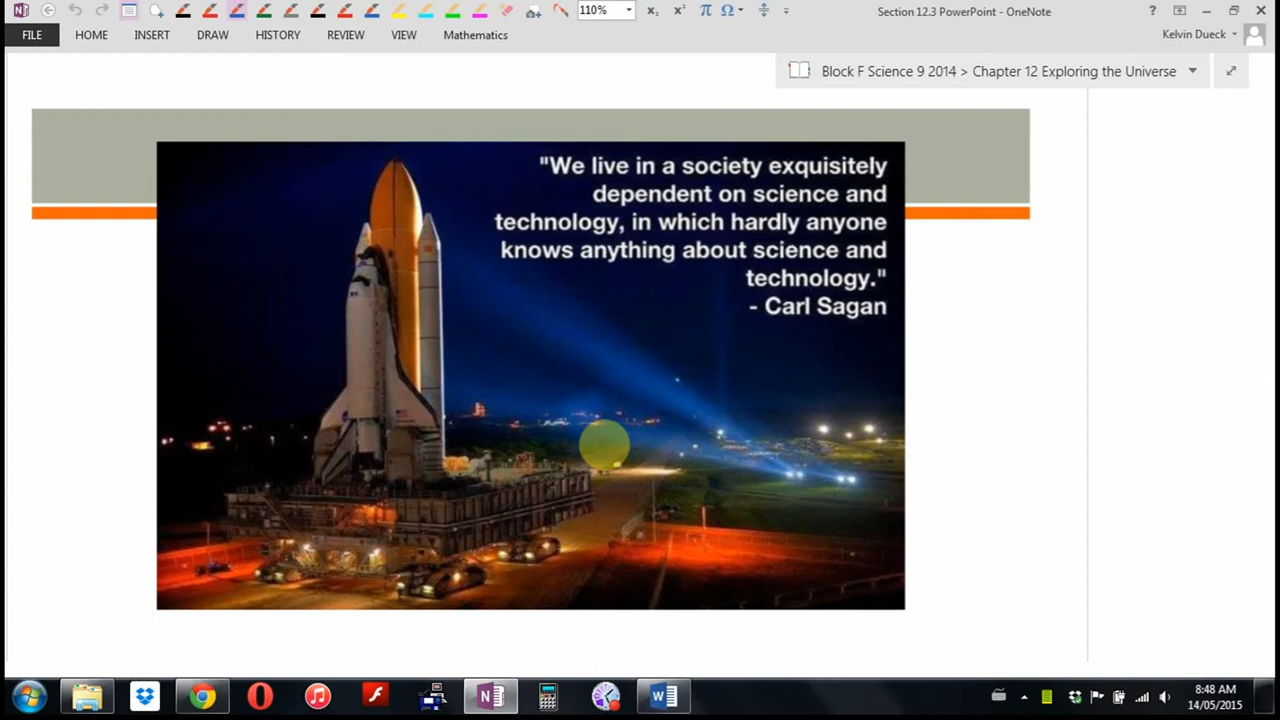 110%
x₂
x²
π
Ω
Section 12.3 PowerPoint - OneNote
?
FILE
HOME
INSERT
DRAW
HISTORY
REVIEW
VIEW
Mathematics
Kelvin Dueck
Block F Science 9 2014 > Chapter 12 Exploring the Universe
"We live in a society exquisitely
dependent on science and
technology, in which hardly anyone
knows anything about science and
technology."
- Carl Sagan
8:48 AM
14/05/2015